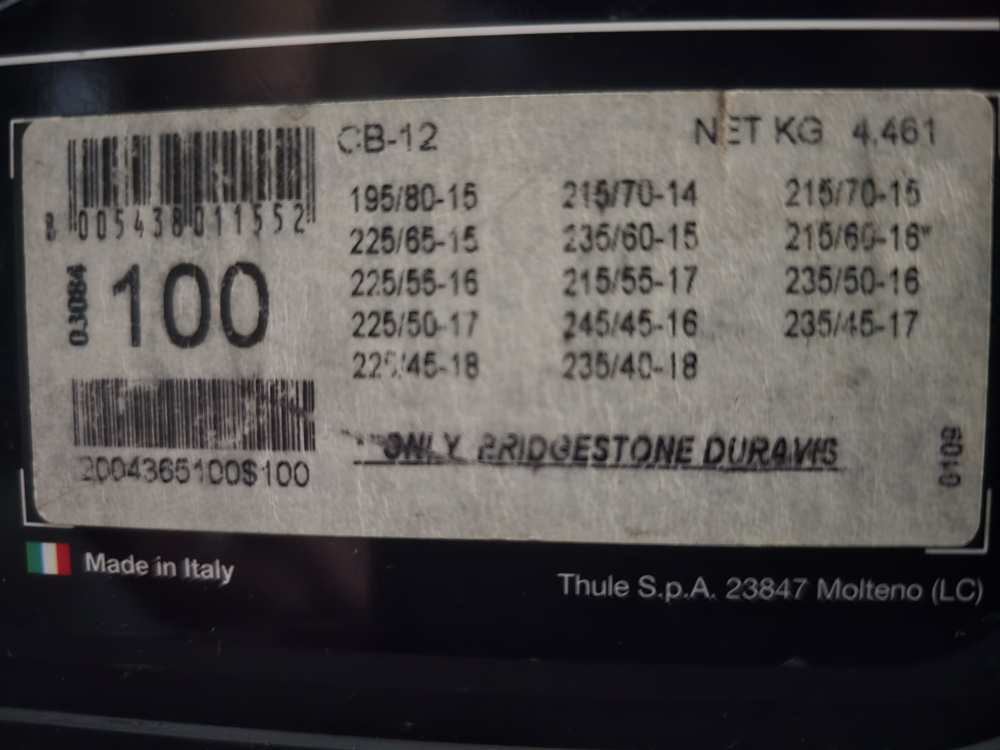 CB-12 NET KG 4.461
8 005438 011552
195/80-15 215/70-14 215/70-15
225/65-15 235/60-15 215/60-16"
225/55-16 215/55-17 235/50-16
225/50-17 245/45-16 235/45-17
225/45-18 235/40-18
03084
100
2004365100$100
"ONLY BRIDGESTONE DURAVIS
0109
Made in Italy
Thule S.p.A. 23847 Molteno (LC)